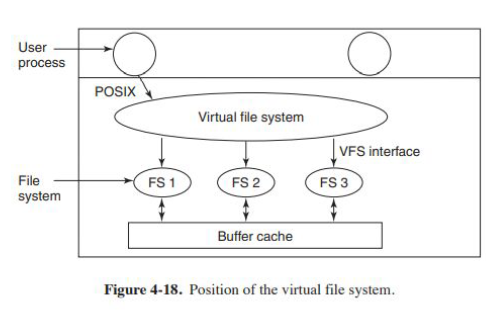 User
process
POSIX
Virtual file system
VFS interface
File
system
FS 1
FS 2
FS 3
Buffer cache
Figure 4-18. Position of the virtual file system.